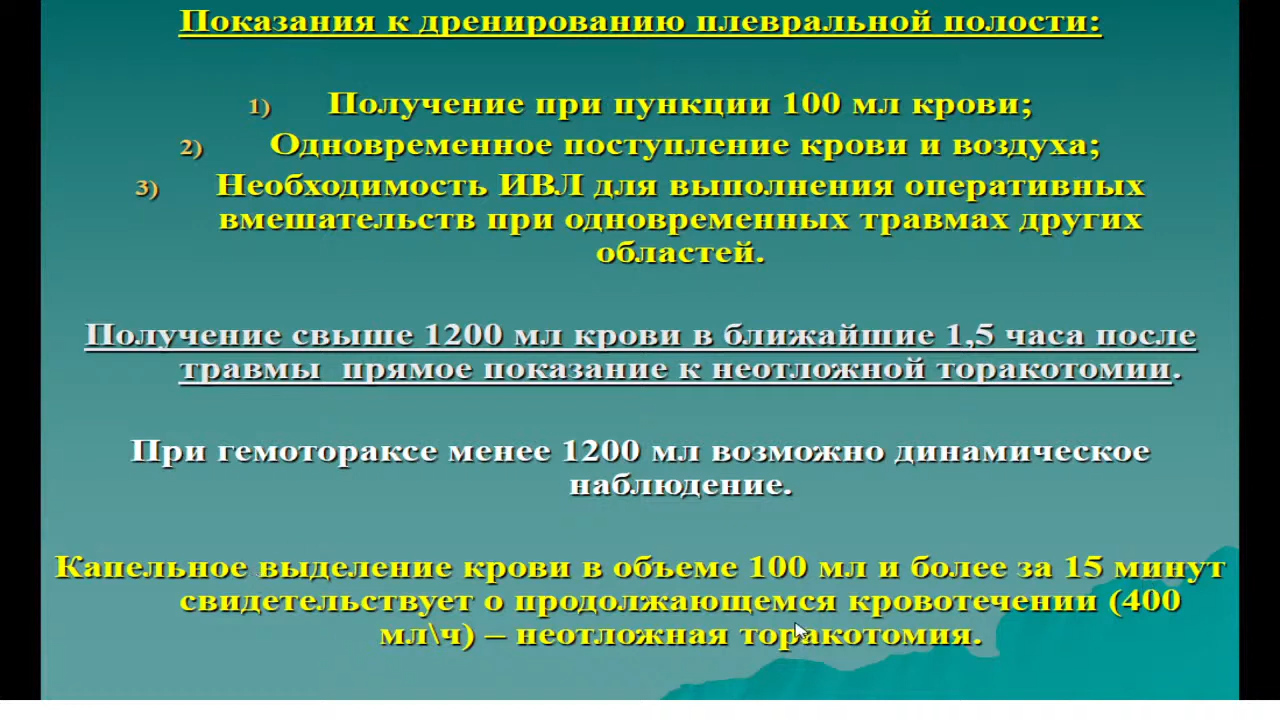 Показания к дренированию плевральной полости:
1) Получение при пункции 100 мл крови;
2) Одновременное поступление крови и воздуха;
3) Необходимость ИВЛ для выполнения оперативных
вмешательств при одновременных травмах других
областей.
Получение свыше 1200 мл крови в ближайшие 1,5 часа после
травмы прямое показание к неотложной торакотомии.
При гемотораксе менее 1200 мл возможно динамическое
наблюдение.
Капельное выделение крови в объеме 100 мл и более за 15 минут
свидетельствует о продолжающемся кровотечении (400
мл\ч) – неотложная торакотомия.